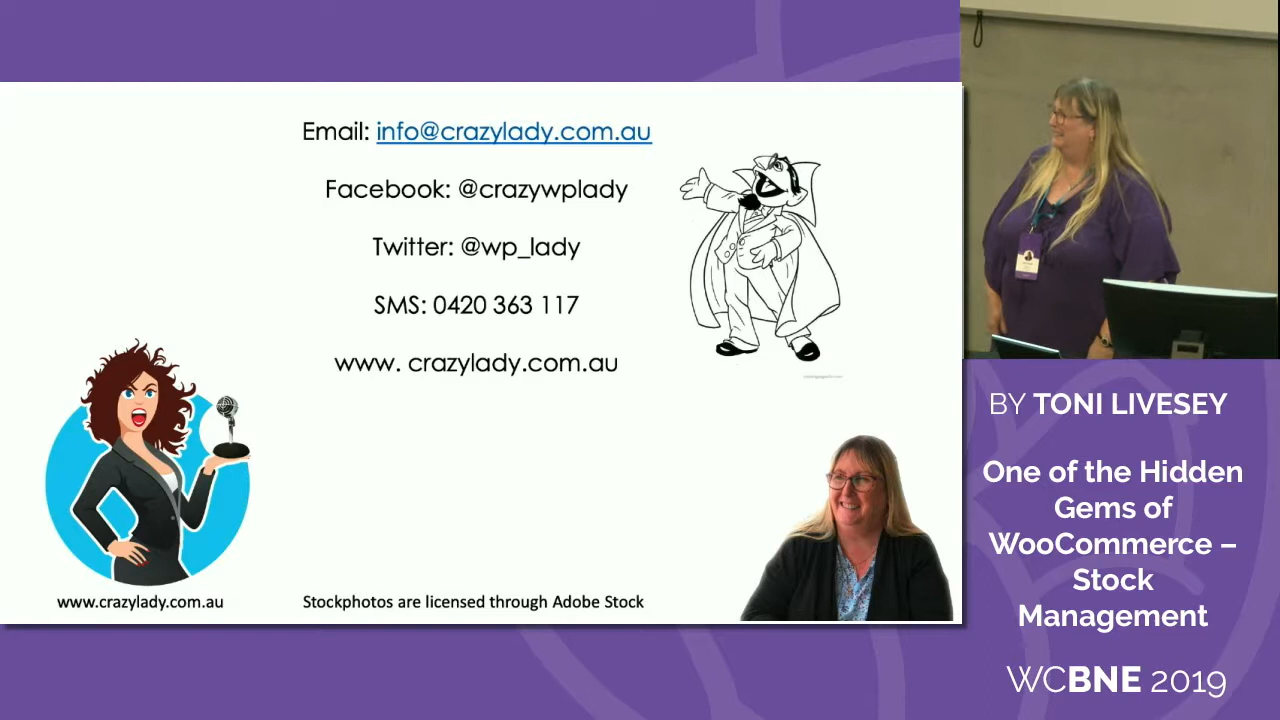 Email: info@crazylady.com.au
Facebook: @crazywplady
Twitter: @wp_lady
SMS: 0420 363 117
www. crazylady.com.au
www.crazylady.com.au
Stockphotos are licensed through Adobe Stock
BY TONI LIVESEY
One of the Hidden
Gems of
WooCommerce –
Stock
Management
WCBNE 2019